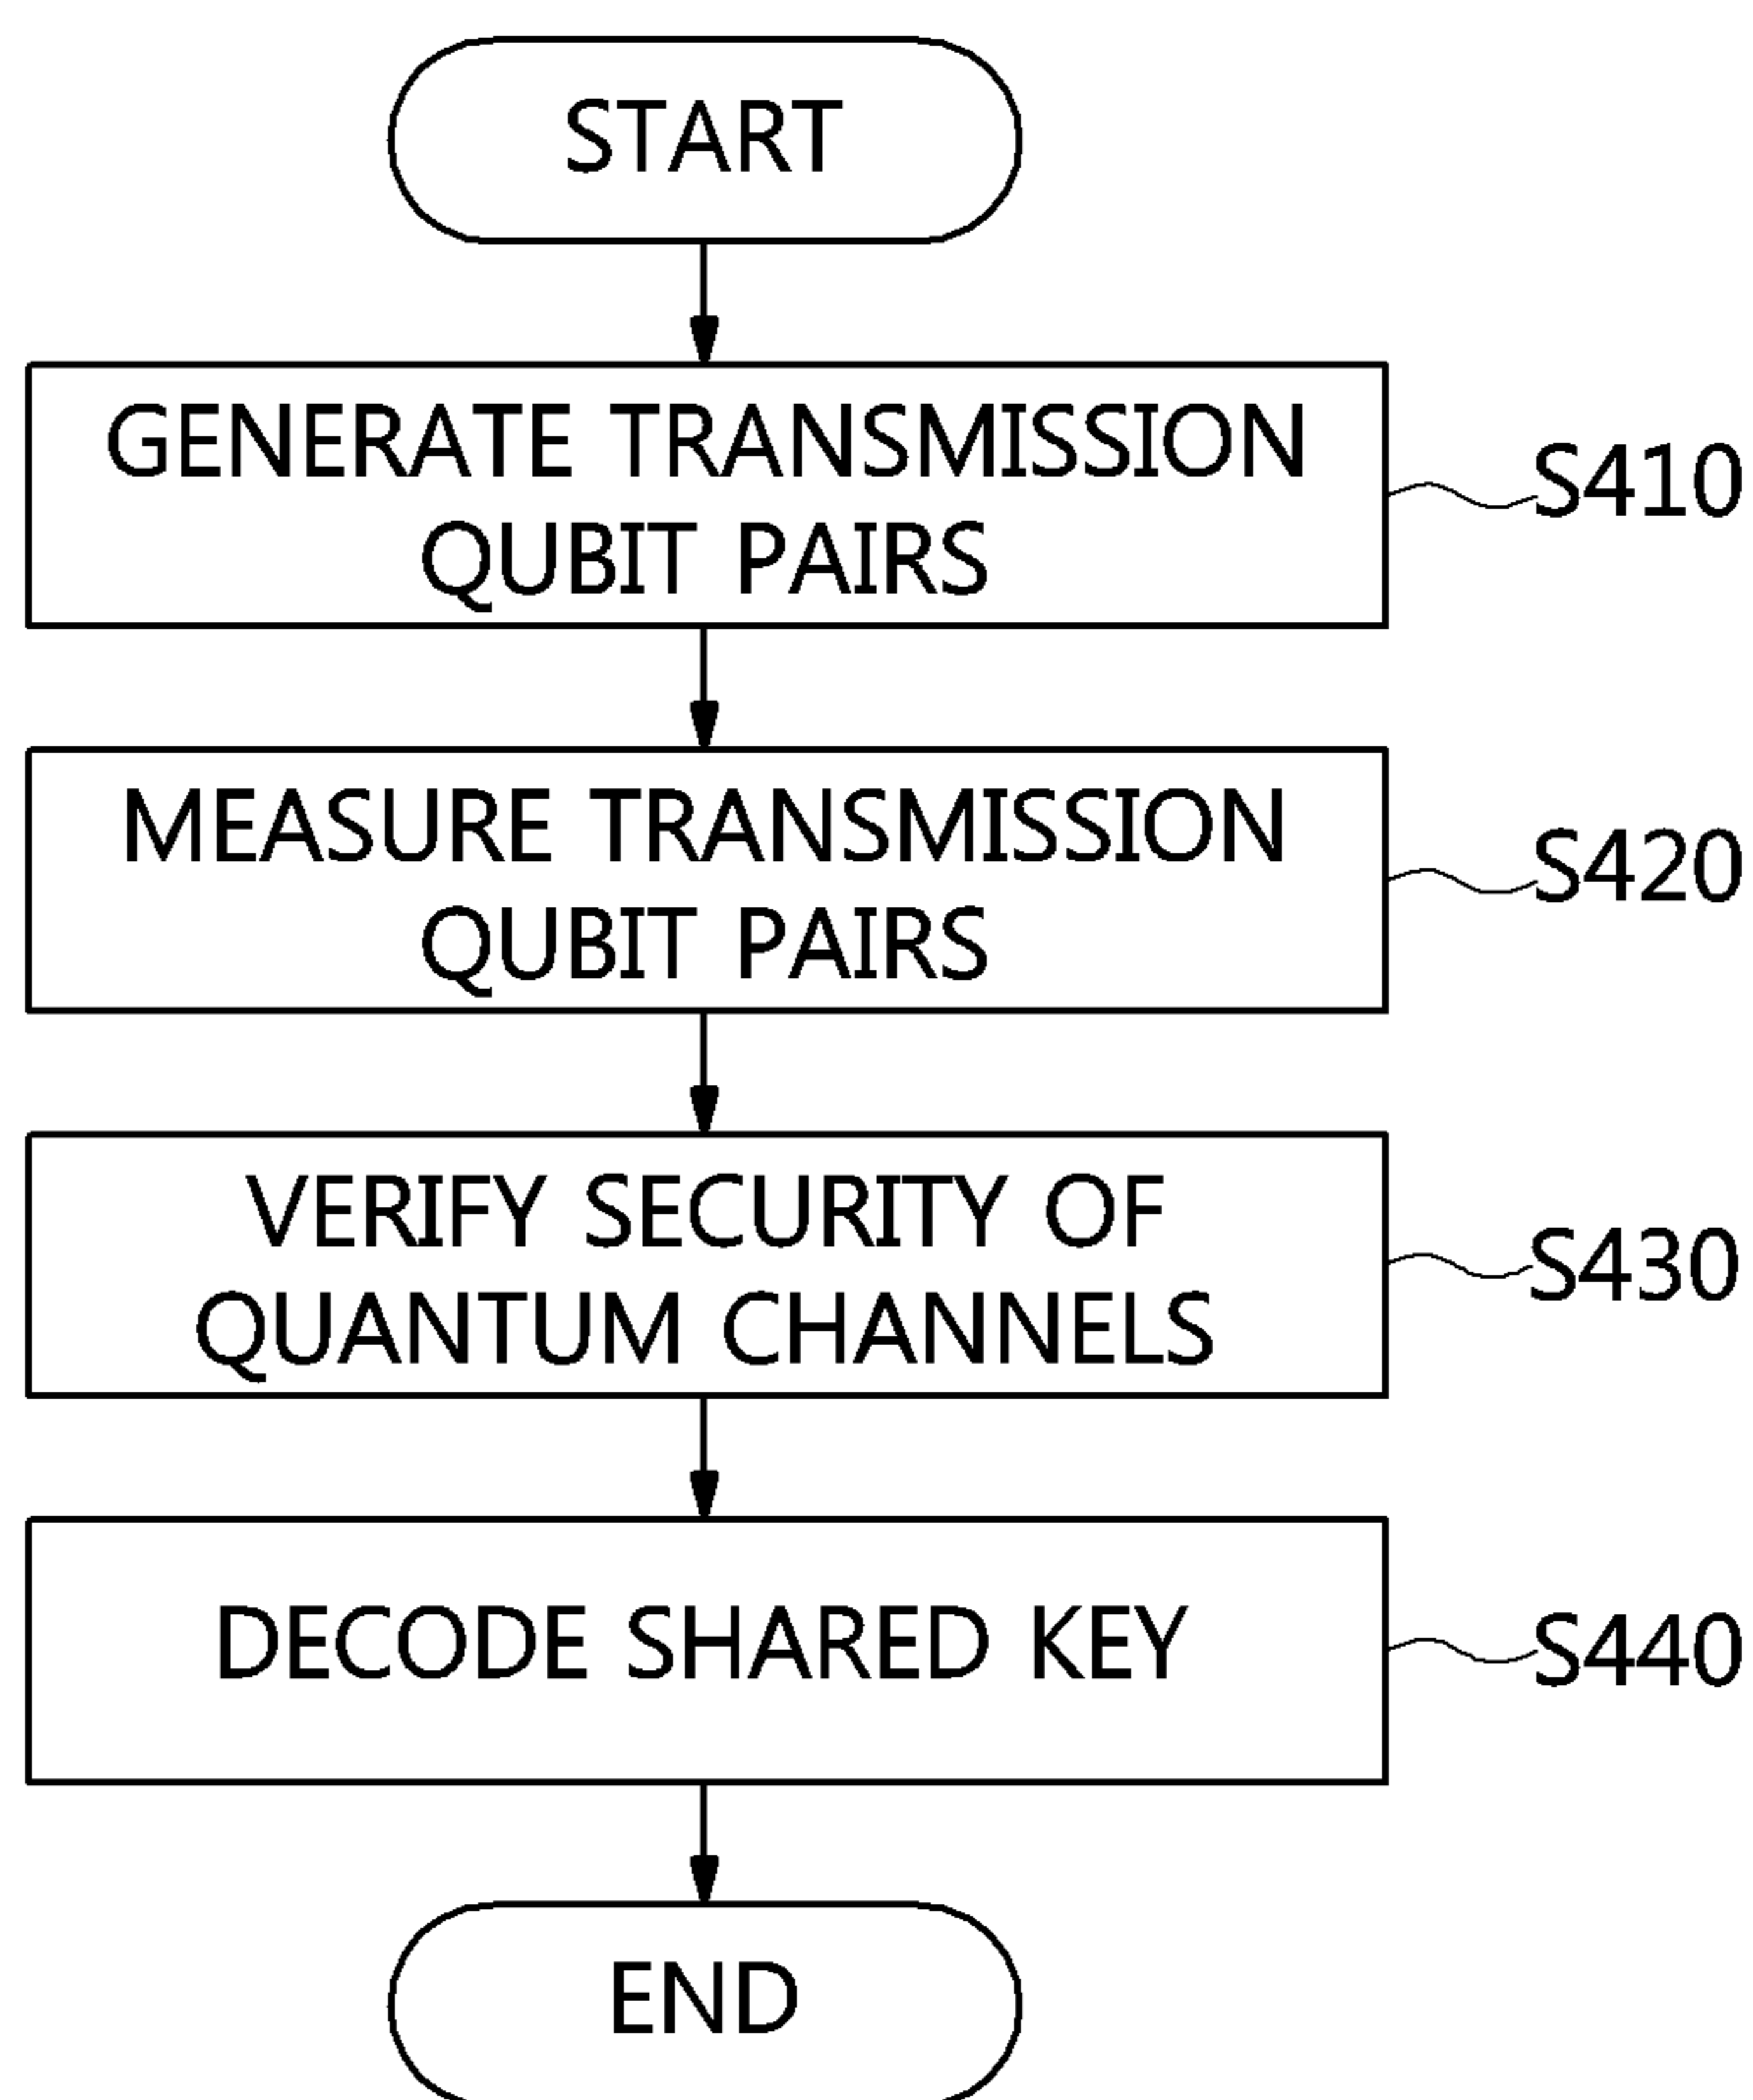 START
GENERATE TRANSMISSION
QUBIT PAIRS
S410
MEASURE TRANSMISSION
QUBIT PAIRS
S420
VERIFY SECURITY OF
QUANTUM CHANNELS
S430
DECODE SHARED KEY
S440
END